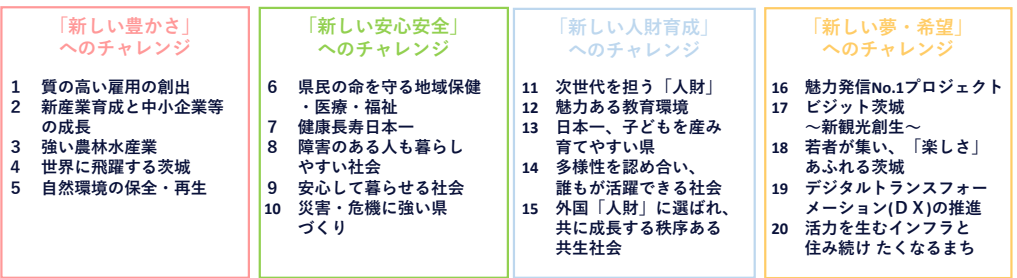 「新しい豊かさ」
へのチャレンジ
1 質の高い雇用の創出
2 新産業育成と中小企業等
の成長
3 強い農林水産業
4 世界に飛躍する茨城
5 自然環境の保全・再生
「新しい安心安全」
へのチャレンジ
6 県民の命を守る地域保健
・医療・福祉
7 健康長寿日本一
8 障害のある人も暮らし
やすい社会
9 安心して暮らせる社会
10 災害・危機に強い県
づくり
「新しい人財育成」
へのチャレンジ
11 次世代を担う「人財」
12 魅力ある教育環境
13 日本一、子どもを産み
育てやすい県
14 多様性を認め合い、
誰もが活躍できる社会
15 外国「人財」に選ばれ、
共に成長する秩序ある
共生社会
「新しい夢・希望」
へのチャレンジ
16 魅力発信No.1プロジェクト
17 ビジット茨城
～新観光創生～
18 若者が集い、「楽しさ」
あふれる茨城
19 デジタルトランスフォー
メーション(ＤＸ)の推進
20 活力を生むインフラと
住み続け たくなるまち